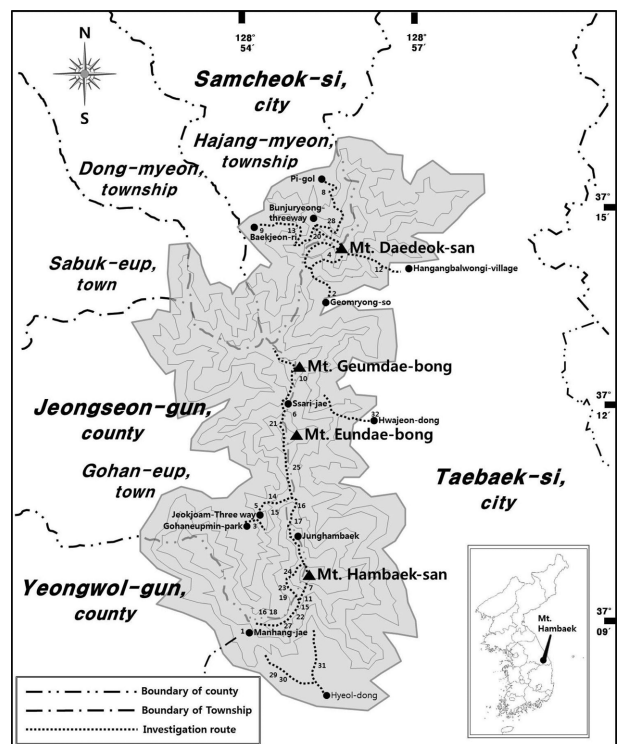 128
54′
128
57′
N
S
Samcheok-si,
city
Hajang-myeon,
township
Dong-myeon,
township
Pi-gol
8
37
15′
Bunjuryeong-
threeway
28
9
13
20
Baekjeon-ri
Mt. Daedeok-san
4
12
Hangangbalwongi-village
Sabuk-eup,
town
2
Geomryong-so
Mt. Geumdae-bong
10
37
12′
Ssari-jae
6
32
Hwajeon-dong
21
Jeongseon-gun,
county
Mt. Eundae-bong
Gohan-eup,
town
25
Taebaek-si,
city
14
5
15
16
Jeokjoam-Three way
Gohaneupmin-park
3
17
Junghambaek
24
Mt. Hambaek-san
23
7
19
11
15
Yeongwol-gun,
county
16
18
22
27
1
Manhang-jae
37
09′
Mt.
Hambaek
31
29
30
Hyeol-dong
Boundary of county
Boundary of Township
Investigation route